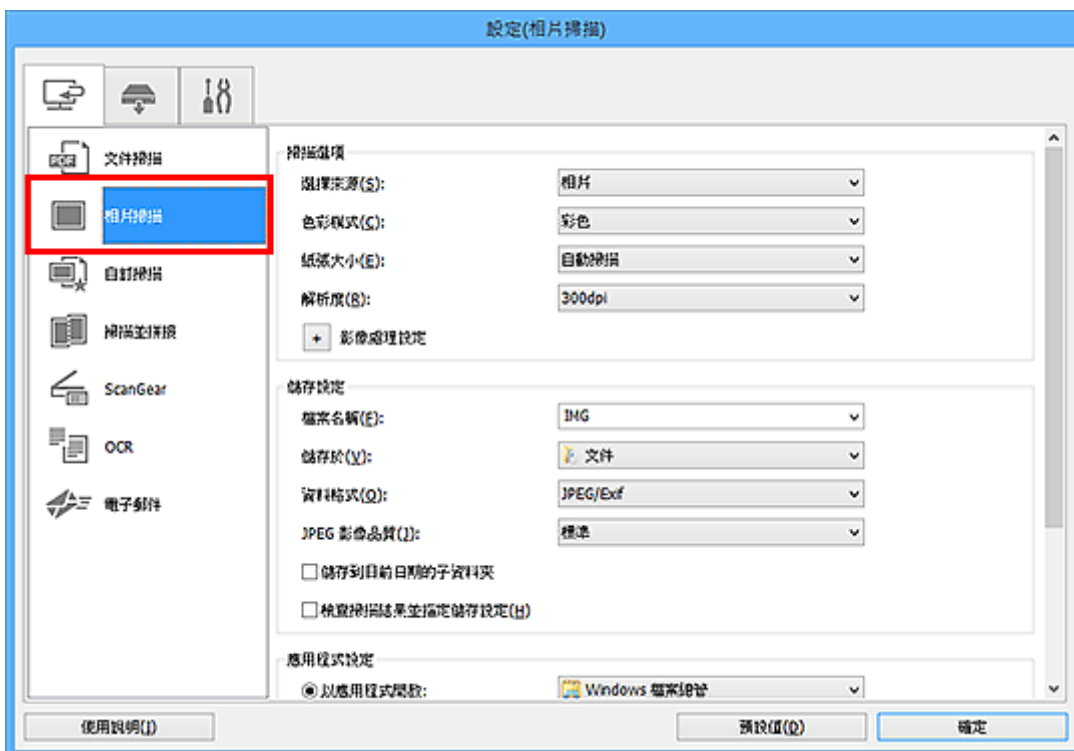 設定(相片掃描)
文件掃描
相片掃描
自訂掃描
掃描並拼接
ScanGear
OCR
電子郵件
掃描選項
選擇來源(S): 相片
色彩模式(C): 彩色
紙張大小(E): 自動掃描
解析度(R): 300dpi
+ 影像處理設定
儲存設定
檔案名稱(F): IMG
儲存於(V): 文件
資料格式(O): JPEG/Exif
JPEG 影像品質(J): 標準
儲存到目前日期的子資料夾
檢查掃描結果並指定儲存設定(H)
應用程式設定
以應用程式開啟: Windows 檔案總管
使用說明(I) 預設值(D) 確定